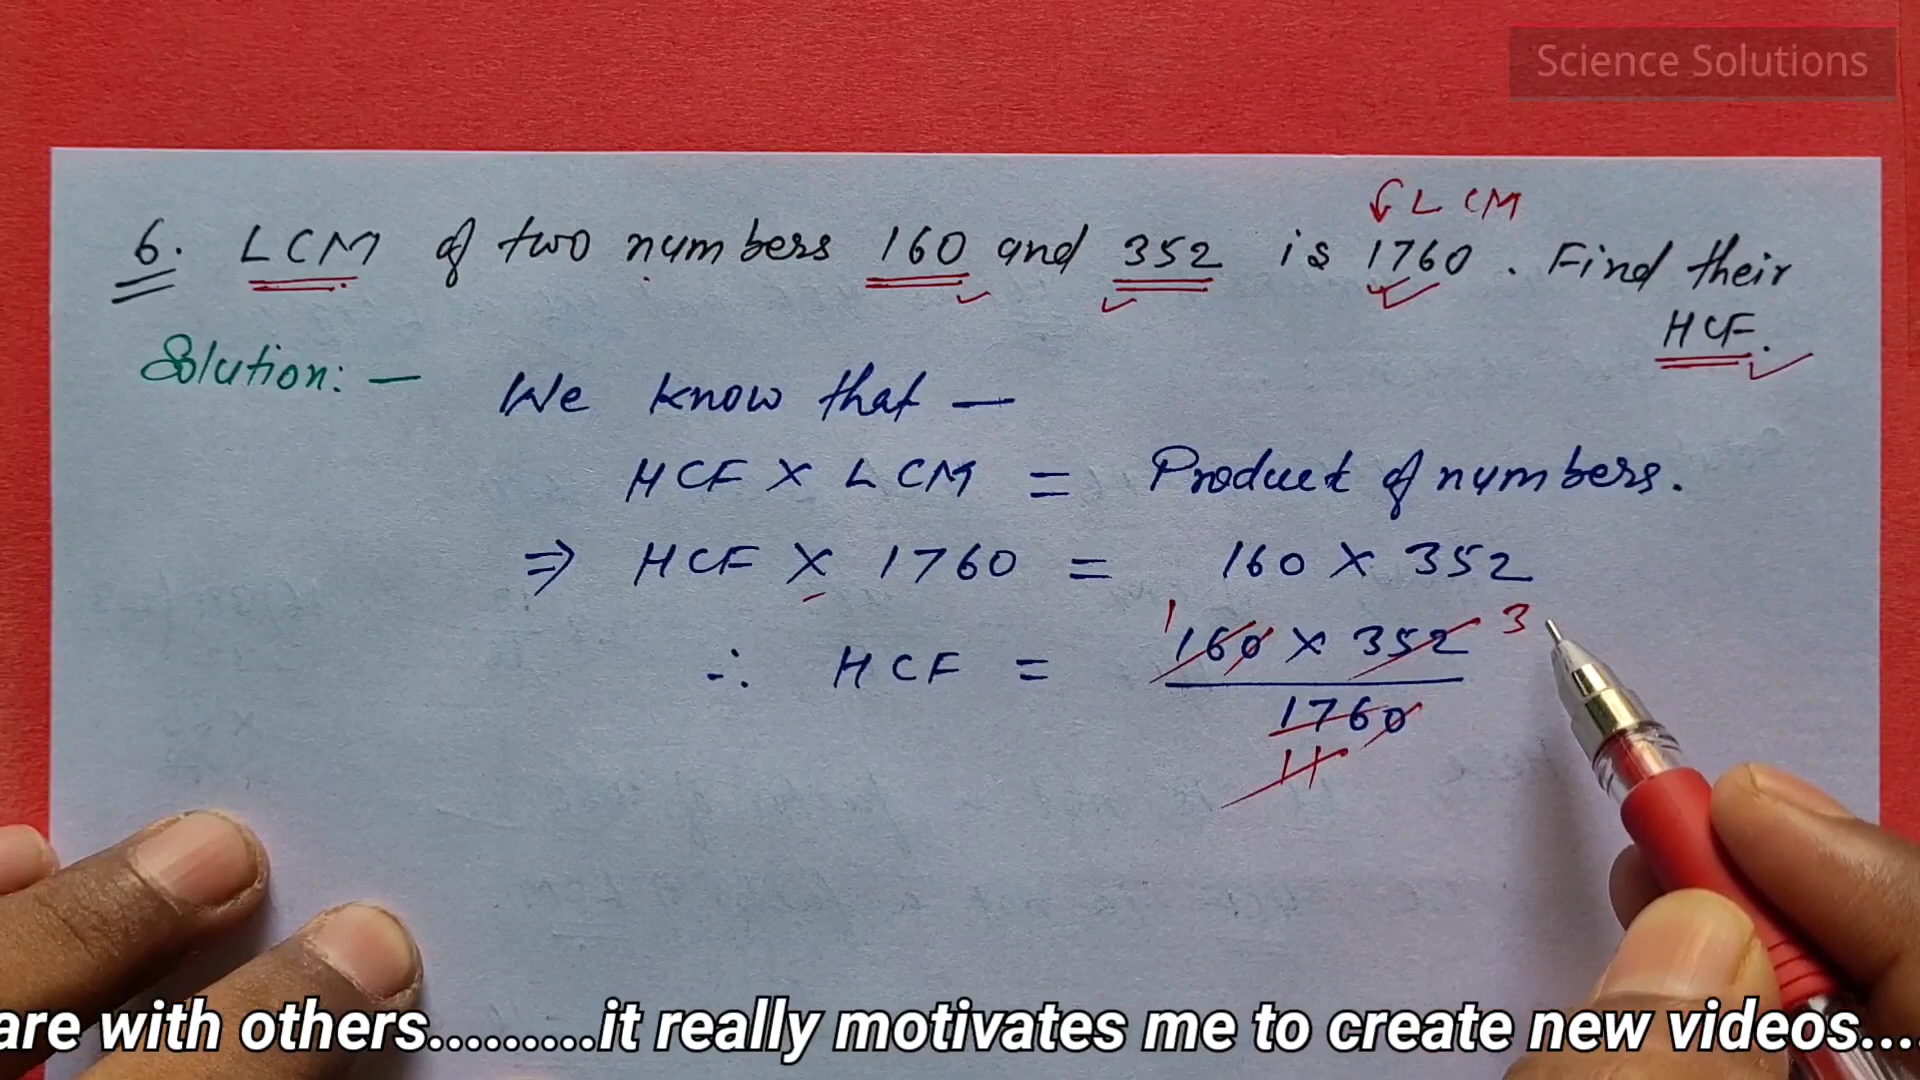 Science Solutions
↓ LCM
6. LCM of two numbers 160 and 352 is 1760. Find their
HCF.
Solution:-
We know that —
HCF × LCM = Product of numbers.
⇒ HCF × 1760 = 160 × 352
1 3
∴ HCF = 160 × 352
1760
11
are with others.........it really motivates me to create new videos....